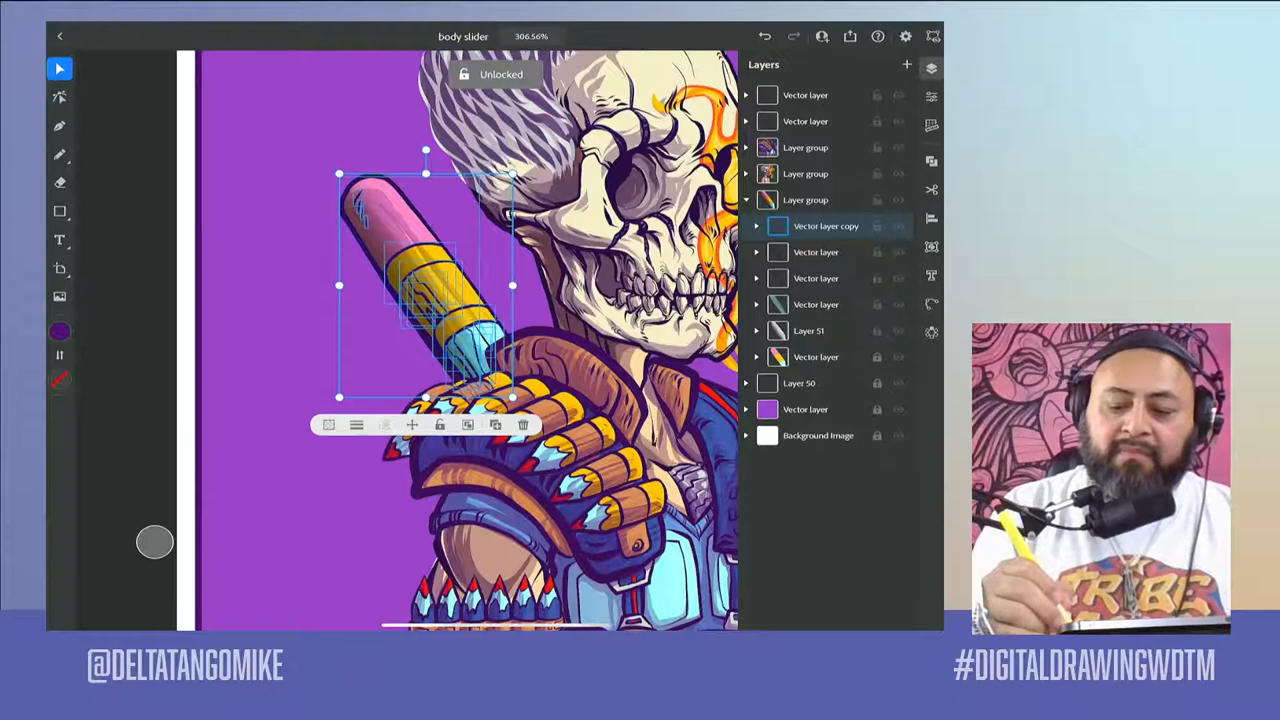 body slider
306.56%
Unlocked
Layers
Vector layer
Vector layer
Layer group
Layer group
Layer group
Vector layer copy
Vector layer
Vector layer
Vector layer
Layer 51
Vector layer
Layer 50
Vector layer
Background Image
TRIBE
@DELTATANGOMIKE
#DIGITALDRAWINGWDTM